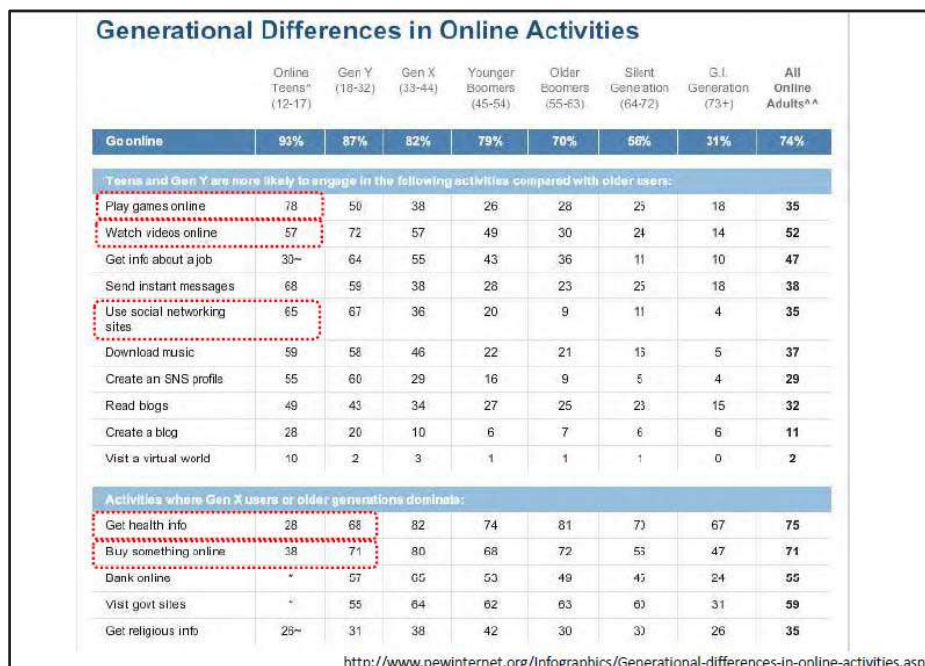 Generational Differences in Online Activities
Online Teens^ (12-17) Gen Y (18-32) Gen X (33-44) Younger Boomers (45-54) Older Boomers (55-63) Silent Generation (64-72) G.I. Generation (73+) All Online Adults^^
Go online 93% 87% 82% 79% 70% 56% 31% 74%
Teens and Gen Y are more likely to engage in the following activities compared with older users:
Play games online 78 50 38 26 28 25 18 35
Watch videos online 57 72 57 49 30 24 14 52
Get info about a job 30~ 64 55 43 36 11 10 47
Send instant messages 68 59 38 28 23 25 18 38
Use social networking sites 65 67 36 20 9 11 4 35
Download music 59 58 46 22 21 16 5 37
Create an SNS profile 55 60 29 16 9 5 4 29
Read blogs 49 43 34 27 25 23 15 32
Create a blog 28 20 10 6 7 6 6 11
Visit a virtual world 10 2 3 1 1 1 0 2
Activities where Gen X users or older generations dominate:
Get health info 28 68 82 74 81 70 67 75
Buy something online 38 71 80 68 72 56 47 71
Bank online * 57 65 53 49 45 24 55
Visit govt sites * 55 64 62 63 60 31 59
Get religious info 26~ 31 38 42 30 30 26 35
http://www.pewinternet.org/Infographics/Generational-differences-in-online-activities.asp